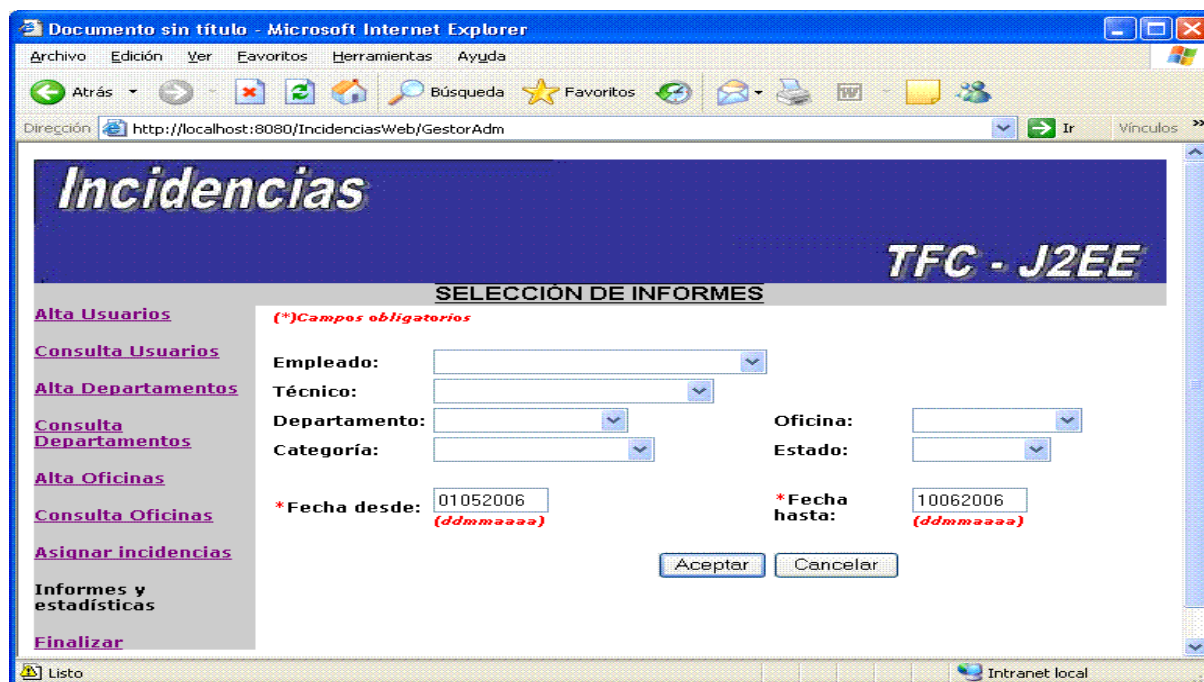 Documento sin título - Microsoft Internet Explorer
Archivo Edición Ver Favoritos Herramientas Ayuda
Atrás Búsqueda Favoritos
Dirección http://localhost:8080/IncidenciasWeb/GestorAdm Ir Vínculos »
Incidencias
TFC - J2EE
SELECCIÓN DE INFORMES
Alta Usuarios
(*)Campos obligatorios
Consulta Usuarios
Empleado:
Alta Departamentos
Técnico:
Consulta
Departamentos
Departamento: Oficina:
Categoría: Estado:
Alta Oficinas
*Fecha desde: 01052006 *Fecha
hasta: 10062006
(ddmmaaaa) (ddmmaaaa)
Consulta Oficinas
Asignar incidencias
Aceptar Cancelar
Informes y
estadísticas
Finalizar
Listo Intranet local